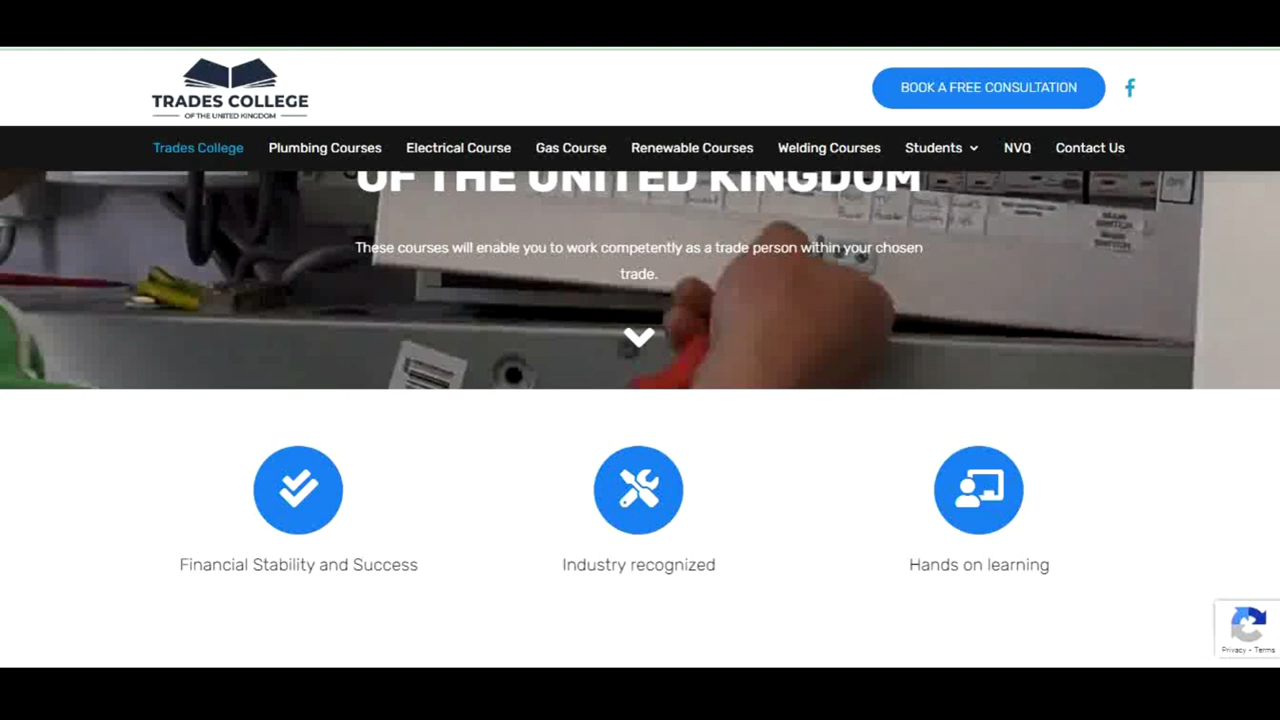 TRADES COLLEGE
OF THE UNITED KINGDOM
BOOK A FREE CONSULTATION
Trades College
Plumbing Courses
Electrical Course
Gas Course
Renewable Courses
Welding Courses
Students
NVQ
Contact Us
OF THE UNITED KINGDOM
These courses will enable you to work competently as a trade person within your chosen
trade.
Financial Stability and Success
Industry recognized
Hands on learning
Privacy - Terms